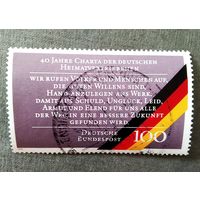 40 JAHRE CHARTA DER DEUTSCHEN
HEIMATVERTRIEBENEN
WIR RUFEN VÖLKER UND MENSCHEN AUF,
DIE GUTEN WILLENS SIND,
HAND ANZULEGEN ANS WERK,
DAMIT AUS SCHULD, UNGLÜCK, LEID,
ARMUT UND ELEND FÜR UNS ALLE
DER WEG IN EINE BESSERE ZUKUNFT
GEFUNDEN WIRD.
DEUTSCHE
BUNDESPOST
100